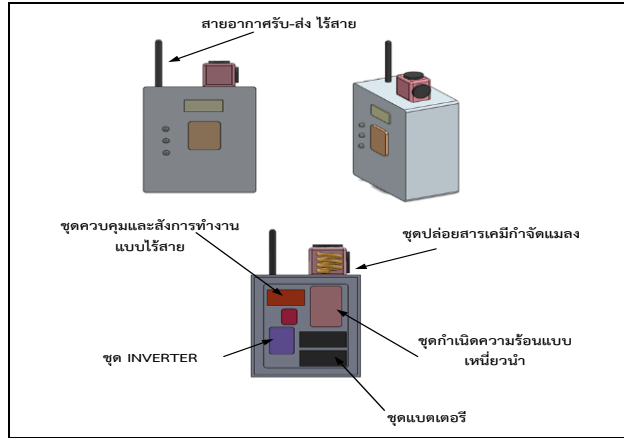 สายอากาศรับ-ส่ง ไร้สาย
ชุดควบคุมและสั่งการทำงาน
แบบไร้สาย
ชุดปล่อยสารเคมีกำจัดแมลง
ชุด INVERTER
ชุดกำเนิดความร้อนแบบ
เหนี่ยวนำ
ชุดแบตเตอรี่